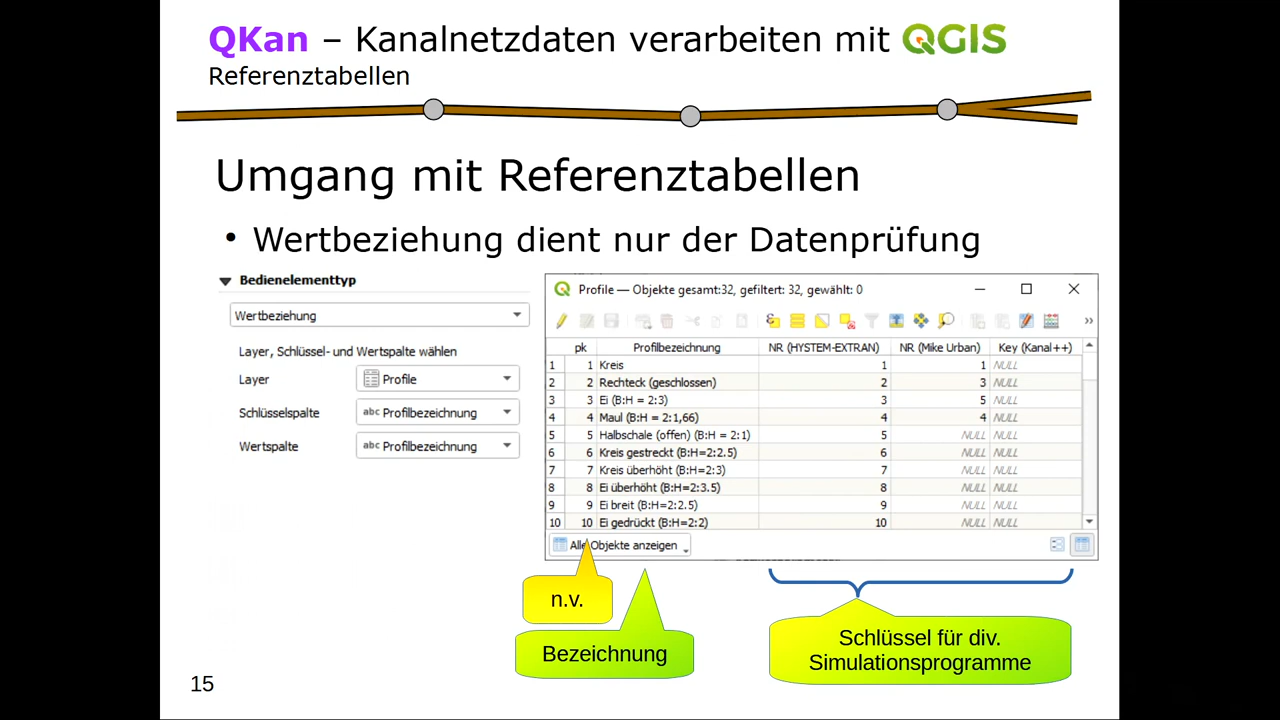 QKan – Kanalnetzdaten verarbeiten mit QGIS
Referenztabellen
Umgang mit Referenztabellen
• Wertbeziehung dient nur der Datenprüfung
Bedienelementtyp
Wertbeziehung
Layer, Schlüssel- und Wertspalte wählen
Layer Profile
Schlüsselspalte abc Profilbezeichnung
Wertspalte abc Profilbezeichnung
Profile — Objekte gesamt:32, gefiltert: 32, gewählt: 0
pk Profilbezeichnung NR (HYSTEM-EXTRAN) NR (Mike Urban) Key (Kanal++)
1 1 Kreis 1 1 NULL
2 2 Rechteck (geschlossen) 2 3 NULL
3 3 Ei (B:H = 2:3) 3 5 NULL
4 4 Maul (B:H = 2:1,66) 4 4 NULL
5 5 Halbschale (offen) (B:H = 2:1) 5 NULL NULL
6 6 Kreis gestreckt (B:H=2:2.5) 6 NULL NULL
7 7 Kreis überhöht (B:H=2:3) 7 NULL NULL
8 8 Ei überhöht (B:H=2:3.5) 8 NULL NULL
9 9 Ei breit (B:H=2:2.5) 9 NULL NULL
10 10 Ei gedrückt (B:H=2:2) 10 NULL NULL
Alle Objekte anzeigen
n.v.
Bezeichnung
Schlüssel für div.
Simulationsprogramme
15